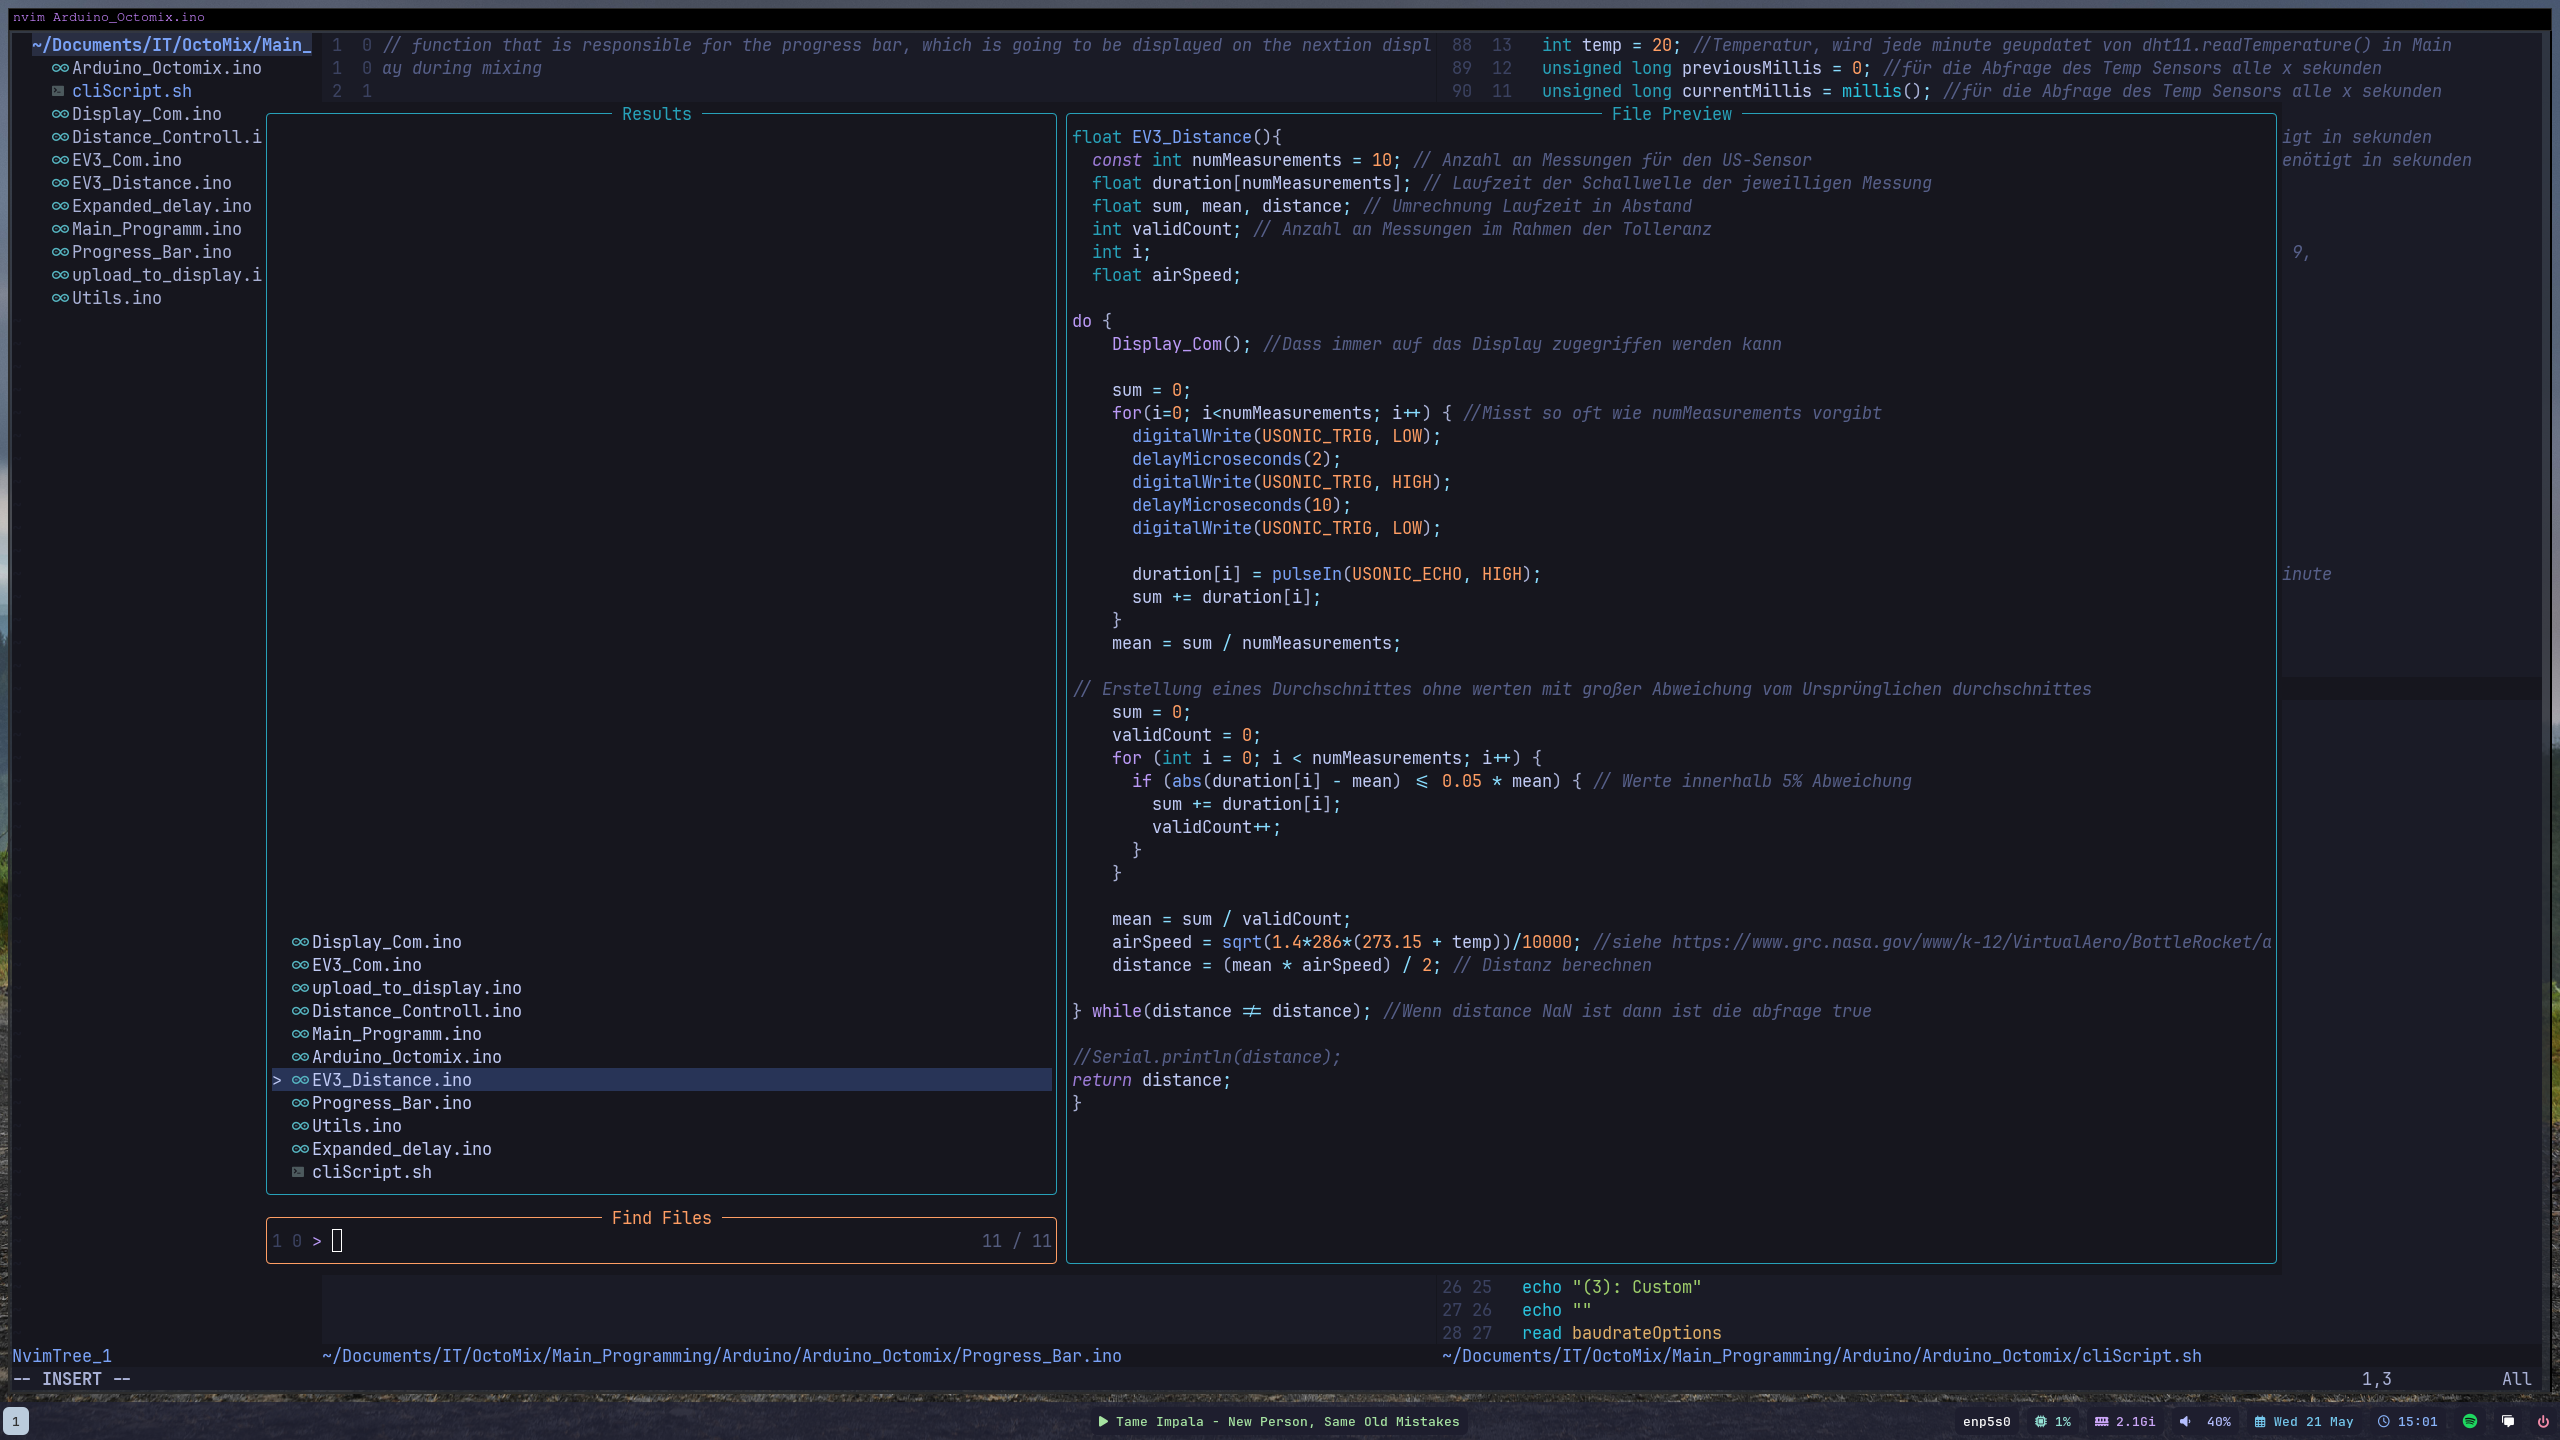 nvim Arduino_Octomix.ino
~/Documents/IT/OctoMix/Main_
Arduino_Octomix.ino
cliScript.sh
Display_Com.ino
Distance_Controll.i
EV3_Com.ino
EV3_Distance.ino
Expanded_delay.ino
Main_Programm.ino
Progress_Bar.ino
upload_to_display.i
Utils.ino
1 0 // function that is responsible for the progress bar, which is going to be displayed on the nextion displ
1 0 ay during mixing
2 1
88 13 int temp = 20; //Temperatur, wird jede minute geupdatet von dht11.readTemperature() in Main
89 12 unsigned long previousMillis = 0; //für die Abfrage des Temp Sensors alle x sekunden
90 11 unsigned long currentMillis = millis(); //für die Abfrage des Temp Sensors alle x sekunden
igt in sekunden
enötigt in sekunden
9,
inute
Results
Display_Com.ino
EV3_Com.ino
upload_to_display.ino
Distance_Controll.ino
Main_Programm.ino
Arduino_Octomix.ino
> EV3_Distance.ino
Progress_Bar.ino
Utils.ino
Expanded_delay.ino
cliScript.sh
Find Files
1 0 > 11 / 11
File Preview
float EV3_Distance(){
const int numMeasurements = 10; // Anzahl an Messungen für den US-Sensor
float duration[numMeasurements]; // Laufzeit der Schallwelle der jeweilligen Messung
float sum, mean, distance; // Umrechnung Laufzeit in Abstand
int validCount; // Anzahl an Messungen im Rahmen der Tolleranz
int i;
float airSpeed;
do {
Display_Com(); //Dass immer auf das Display zugegriffen werden kann
sum = 0;
for(i=0; i<numMeasurements; i++) { //Misst so oft wie numMeasurements vorgibt
digitalWrite(USONIC_TRIG, LOW);
delayMicroseconds(2);
digitalWrite(USONIC_TRIG, HIGH);
delayMicroseconds(10);
digitalWrite(USONIC_TRIG, LOW);
duration[i] = pulseIn(USONIC_ECHO, HIGH);
sum += duration[i];
}
mean = sum / numMeasurements;
// Erstellung eines Durchschnittes ohne werten mit großer Abweichung vom Ursprünglichen durchschnittes
sum = 0;
validCount = 0;
for (int i = 0; i < numMeasurements; i++) {
if (abs(duration[i] - mean) <= 0.05 * mean) { // Werte innerhalb 5% Abweichung
sum += duration[i];
validCount++;
}
}
mean = sum / validCount;
airSpeed = sqrt(1.4*286*(273.15 + temp))/10000; //siehe https://www.grc.nasa.gov/www/k-12/VirtualAero/BottleRocket/a
distance = (mean * airSpeed) / 2; // Distanz berechnen
} while(distance != distance); //Wenn distance NaN ist dann ist die abfrage true
//Serial.println(distance);
return distance;
}
26 25 echo "(3): Custom"
27 26 echo ""
28 27 read baudrateOptions
NvimTree_1
~/Documents/IT/OctoMix/Main_Programming/Arduino/Arduino_Octomix/Progress_Bar.ino
~/Documents/IT/OctoMix/Main_Programming/Arduino/Arduino_Octomix/cliScript.sh
-- INSERT --
1,3 All
1
Tame Impala - New Person, Same Old Mistakes
enp5s0
1%
2.1Gi
40%
Wed 21 May
15:01